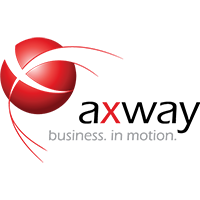 axway
business. in motion.